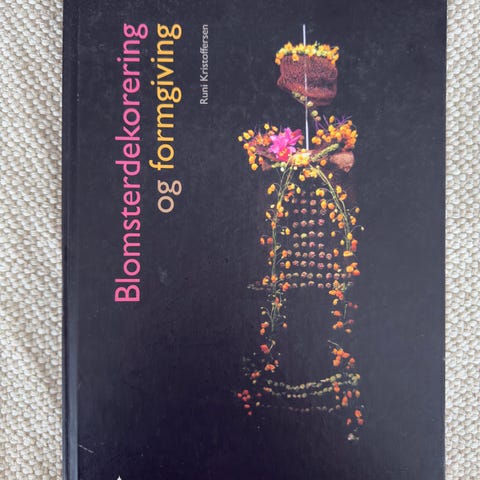 Blomsterdekorering
og formgiving
Runi Kristoffersen